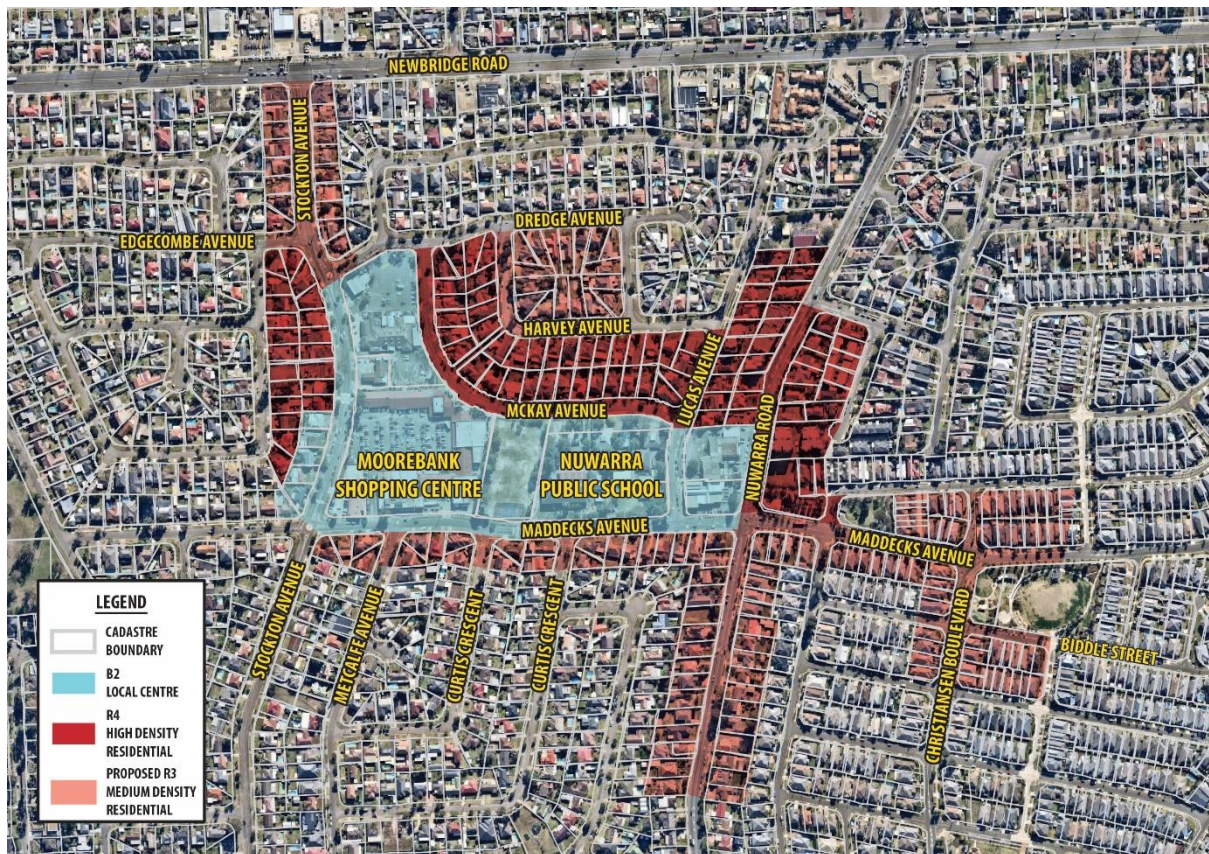 NEWBRIDGE ROAD
STOCKTON AVENUE
DREDGE AVENUE
EDGECOMBE AVENUE
HARVEY AVENUE
LUCAS AVENUE
MCKAY AVENUE
NUWARRA ROAD
MOOREBANK
SHOPPING CENTRE
NUWARRA
PUBLIC SCHOOL
MADDECKS AVENUE
MADDECKS AVENUE
STOCKTON AVENUE
METCALFE AVENUE
CURTIS CRESCENT
CURTIS CRESCENT
CHRISTIANSEN BOULEVARD
BIDDLE STREET
LEGEND
CADASTRE
BOUNDARY
B2
LOCAL CENTRE
R4
HIGH DENSITY
RESIDENTIAL
PROPOSED R3
MEDIUM DENSITY
RESIDENTIAL